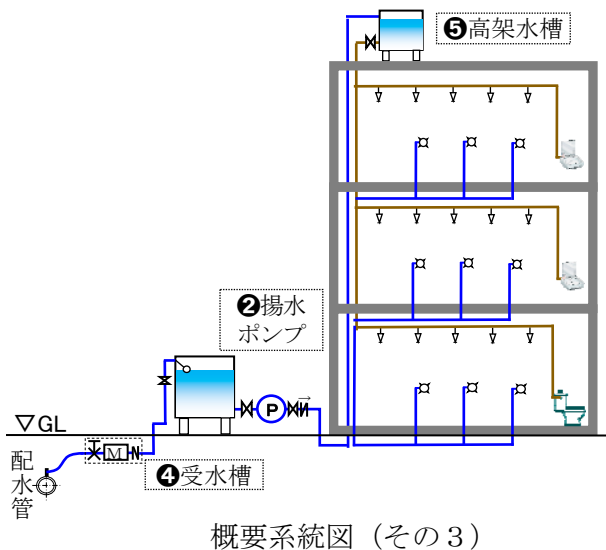 ❺高架水槽
❷揚水
ポンプ
P
▽GL
M
配
水
管
❹受水槽
概要系統図（その３）